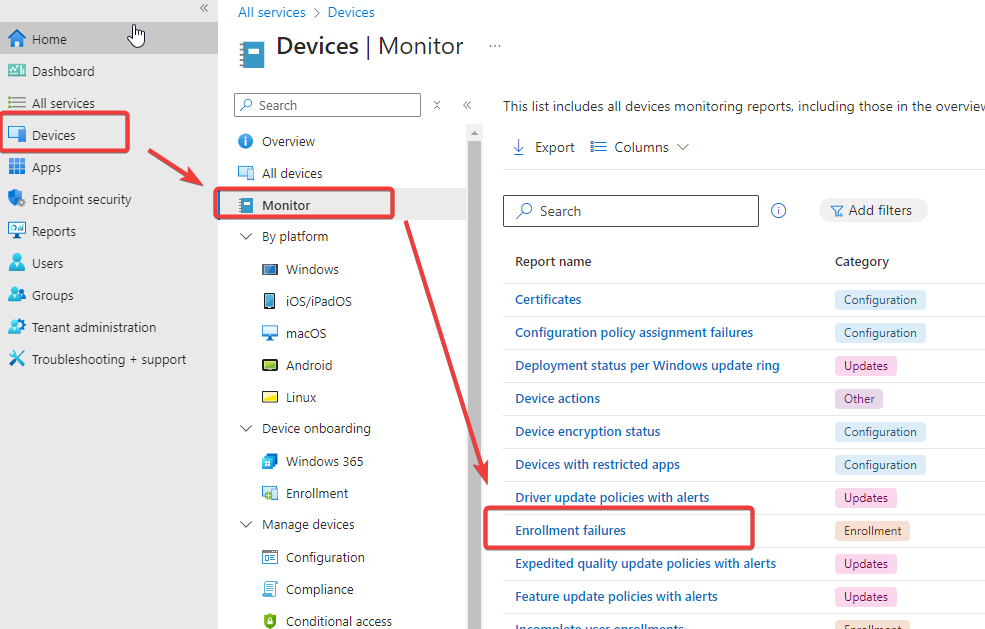 All services > Devices
Devices | Monitor
...
Home
Dashboard
All services
Devices
Apps
Endpoint security
Reports
Users
Groups
Tenant administration
Troubleshooting + support
Search
Overview
All devices
Monitor
By platform
Windows
iOS/iPadOS
macOS
Android
Linux
Device onboarding
Windows 365
Enrollment
Manage devices
Configuration
Compliance
Conditional access
This list includes all devices monitoring reports, including those in the overview
Export Columns
Search Add filters
Report name Category
Certificates Configuration
Configuration policy assignment failures Configuration
Deployment status per Windows update ring Updates
Device actions Other
Device encryption status Configuration
Devices with restricted apps Configuration
Driver update policies with alerts Updates
Enrollment failures Enrollment
Expedited quality update policies with alerts Updates
Feature update policies with alerts Updates
Incomplete user enrollments Enrollment